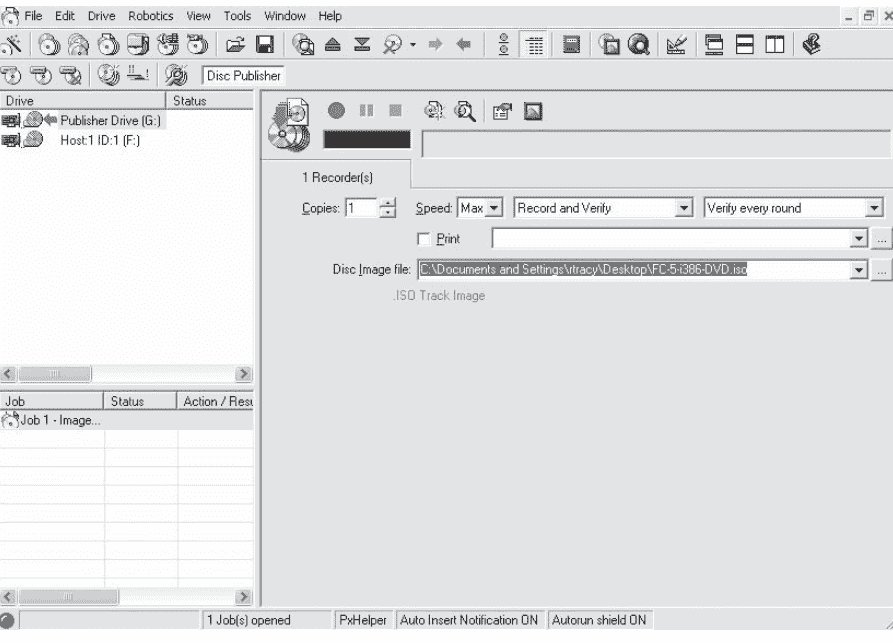 File Edit Drive Robotics View Tools Window Help
Disc Publisher
Drive Status
Publisher Drive (G:)
Host:1 ID:1 (F:)
1 Recorder(s)
Copies: 1 Speed: Max Record and Verify Verify every round
Print ...
Disc Image file: C:\Documents and Settings\rtracy\Desktop\FC-5-i386-DVD.iso ...
.ISO Track Image
Job Status Action / Resu
Job 1 - Image...
1 Job(s) opened PxHelper Auto Insert Notification ON Autorun shield ON